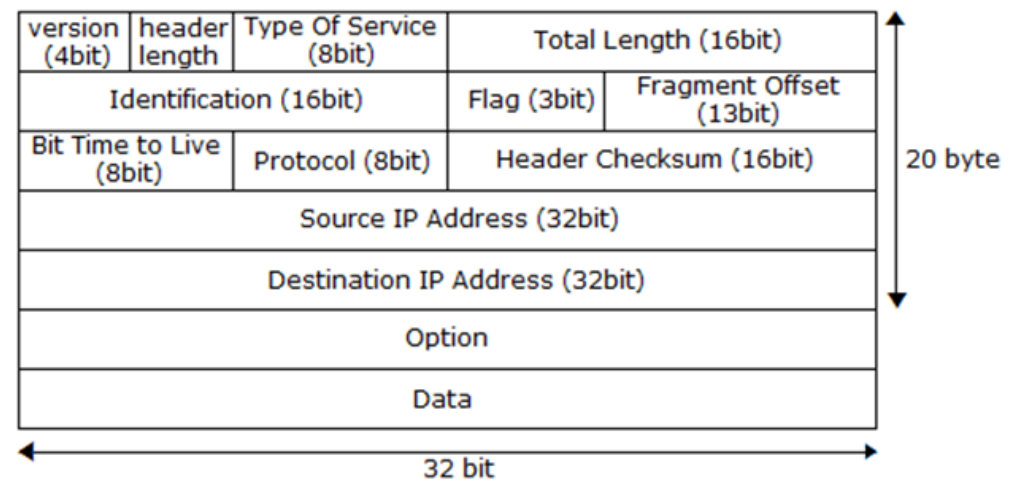 version
(4bit)
header
length
Type Of Service
(8bit)
Total Length (16bit)
Identification (16bit)
Flag (3bit)
Fragment Offset
(13bit)
Bit Time to Live
(8bit)
Protocol (8bit)
Header Checksum (16bit)
20 byte
Source IP Address (32bit)
Destination IP Address (32bit)
Option
Data
32 bit